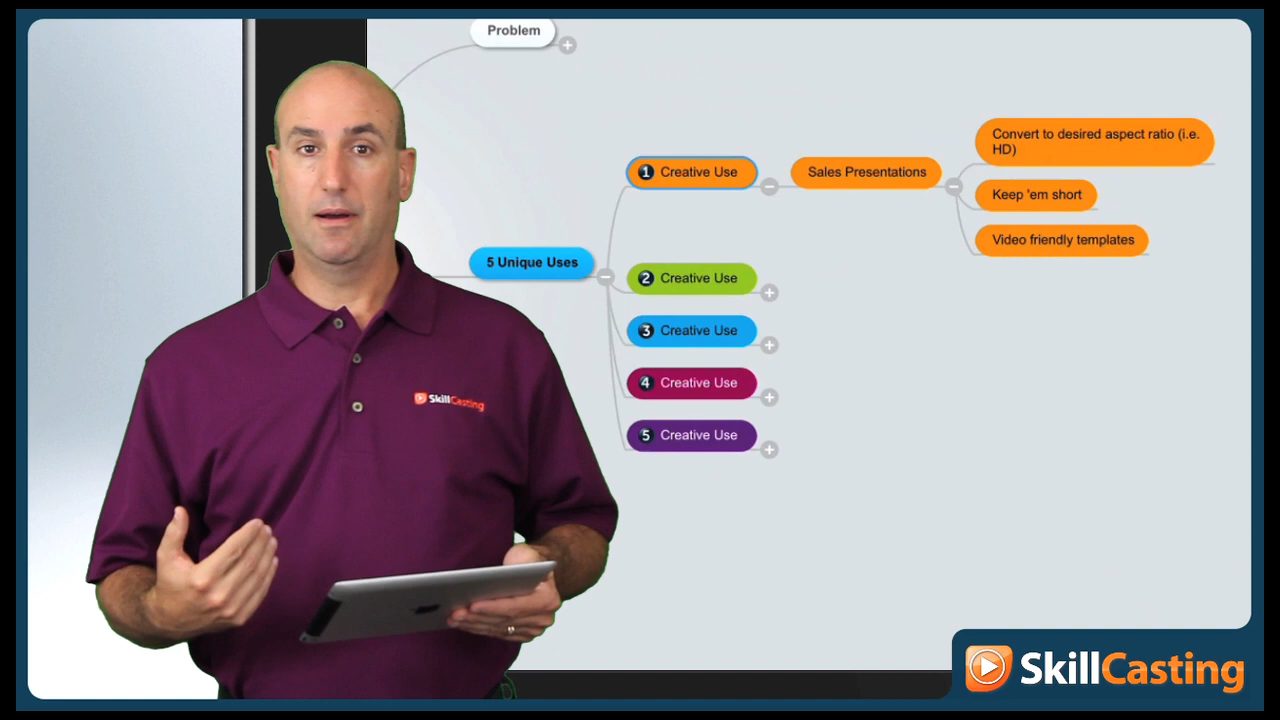 Problem
Convert to desired aspect ratio (i.e.
HD)
1 Creative Use
Sales Presentations
Keep 'em short
Video friendly templates
5 Unique Uses
2 Creative Use
3 Creative Use
4 Creative Use
5 Creative Use
SkillCasting
SkillCasting